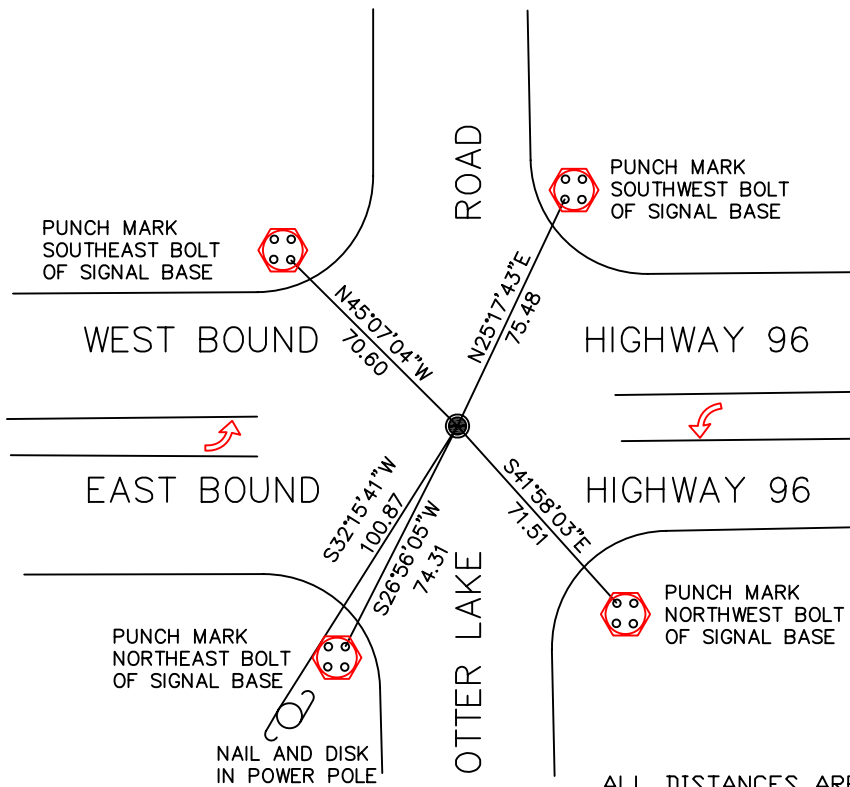 ROAD
PUNCH MARK
SOUTHWEST BOLT
OF SIGNAL BASE
PUNCH MARK
SOUTHEAST BOLT
OF SIGNAL BASE
N25°17'43"E
75.48
N45°07'04"W
70.60
WEST BOUND
HIGHWAY 96
EAST BOUND
HIGHWAY 96
S32°15'41"W
100.87
S26°56'05"W
74.31
S41°58'03"E
71.51
OTTER LAKE
PUNCH MARK
NORTHWEST BOLT
OF SIGNAL BASE
PUNCH MARK
NORTHEAST BOLT
OF SIGNAL BASE
NAIL AND DISK
IN POWER POLE
ALL DISTANCES ARE